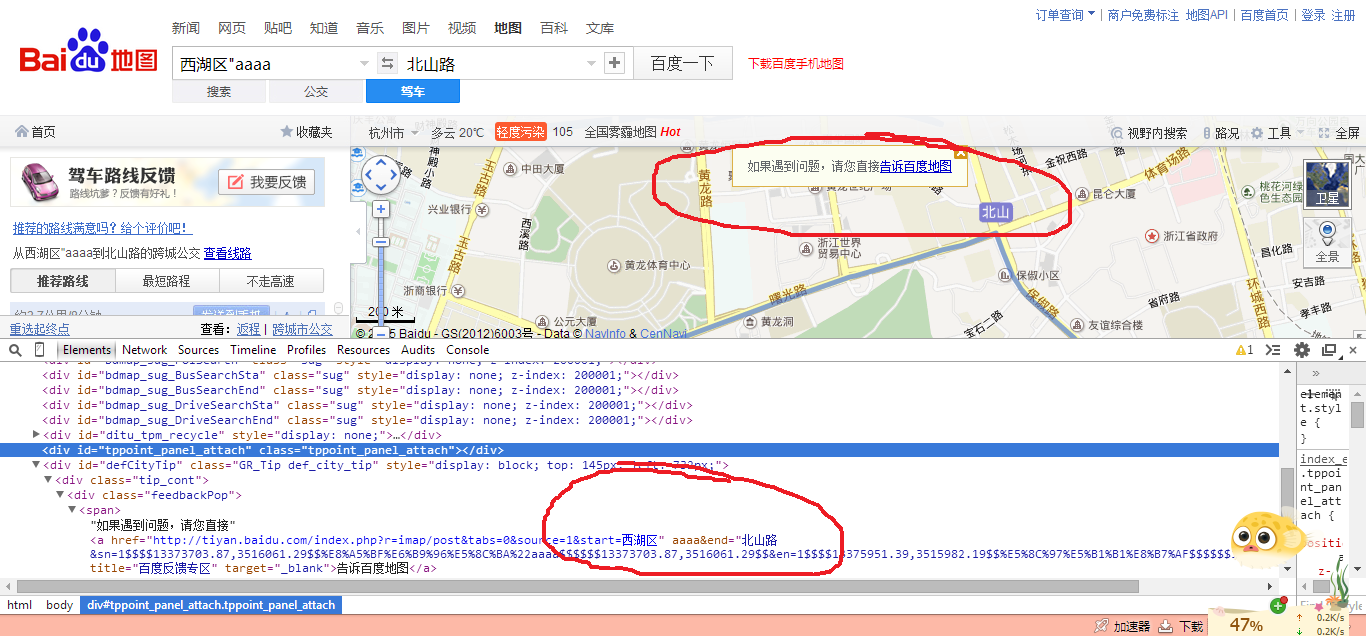 新闻 网页 贴吧 知道 音乐 图片 视频 地图 百科 文库
订单查询 | 商户免费标注 地图API | 百度首页 | 登录 注册
Bai du 地图
西湖区"aaaa 北山路 百度一下 下载百度手机地图
搜索 公交 驾车
首页 收藏夹 杭州市 多云 20℃ 轻度污染 105 全国雾霾地图 Hot 视野内搜索 路况 工具 全屏
驾车路线反馈
路线坑爹？反馈有好礼！
我要反馈
推荐的路线满意吗？给个评价吧！
从西湖区"aaaa到北山路的跨城公交 查看线路
推荐路线 最短路程 不走高速
重选起终点 查看： 返程 | 跨城市公交
如果遇到问题，请您直接告诉百度地图
中田大厦
黄龙路
兴业银行
玉古路
西溪路
玉古路
黄龙体育中心
浙商银行
公元大厦
黄龙洞
曙光路
浙江世界
贸易中心
北山
金祝西路
体育场路
昆仑大厦
桃花河绿
色生态园
浙江省政府
保俶小区
保俶路
省府路
宝石二路
友谊综合楼
环城西路
昌化路
安吉路
孝丰路
卫星
全景
200 米
5 Baidu - GS(2012)6003号 - Data © NavInfo & CenNavi
Elements Network Sources Timeline Profiles Resources Audits Console
1
<div id="bdmap_sug_BusSearchSta" class="sug" style="display: none; z-index: 200001;"></div>
<div id="bdmap_sug_BusSearchEnd" class="sug" style="display: none; z-index: 200001;"></div>
<div id="bdmap_sug_DriveSearchSta" class="sug" style="display: none; z-index: 200001;"></div>
<div id="bdmap_sug_DriveSearchEnd" class="sug" style="display: none; z-index: 200001;"></div>
<div id="ditu_tpm_recycle" style="display: none;">…</div>
<div id="tppoint_panel_attach" class="tppoint_panel_attach"></div>
<div id="defCityTip" class="GR_Tip def_city_tip" style="display: block; top: 145px
<div class="tip_cont">
<div class="feedbackPop">
<span>
"如果遇到问题，请您直接"
<a href="http://tiyan.baidu.com/index.php?r=imap/post&tabs=0&source=1&start=西湖区" aaaa&end="北山路
&sn=1$$$$13373703.87,3516061.29$$%E8%A5%BF%E6%B9%96%E5%8C%BA%22aaaa$$$$$$13373703.87,3516061.29$$&en=1$$$$13375951.39,3515982.19$$%E5%8C%97%E5%B1%B1%E8%B7%AF$$$$$$
title="百度反馈专区" target="_blank">告诉百度地图</a>
t.styl
e {
}
index_e
.tppoi
nt_pan
el_att
ach {
z-
html body div#tppoint_panel_attach.tppoint_panel_attach
加速器 下载 47% 0.2K/s
0.2K/s